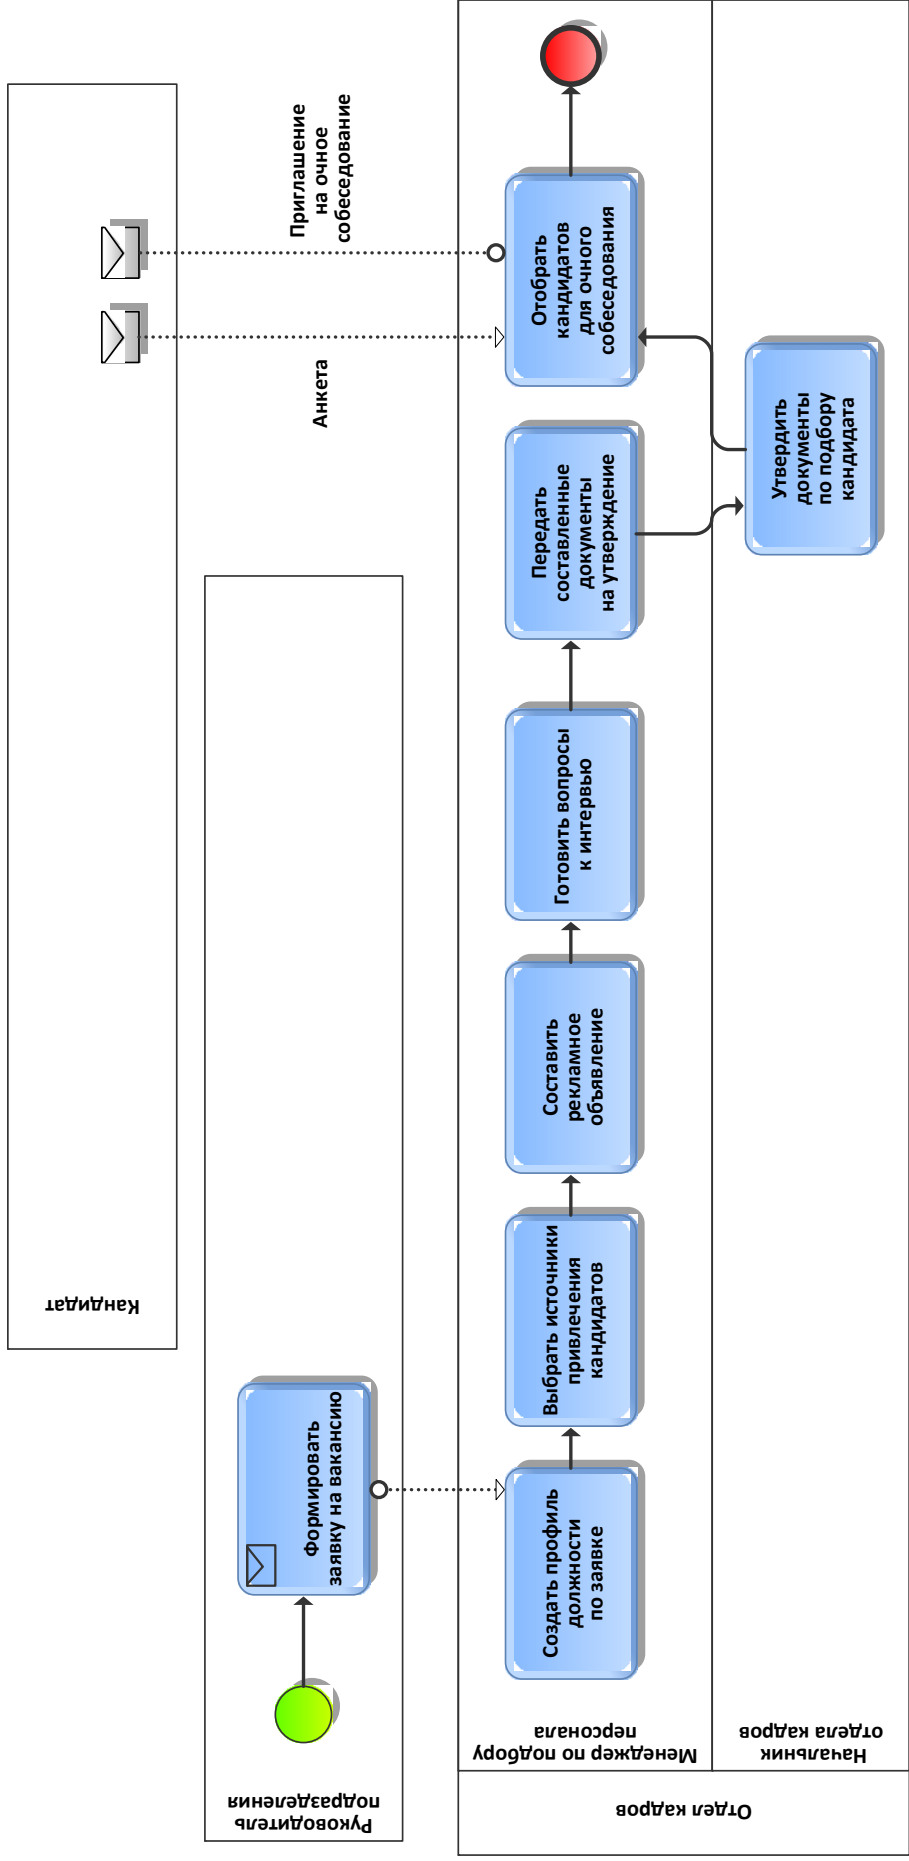 Кандидат
Приглашение
на очное
собеседование
Анкета
Руководитель
подразделения
Формировать
заявку на вакансию
Отдел кадров
Менеджер по подбору
персонала
Создать профиль
должности
по заявке
Выбрать источники
привлечения
кандидатов
Составить
рекламное
объявление
Готовить вопросы
к интервью
Передать
составленные
документы
на утверждение
Отобрать
кандидатов
для очного
собеседования
Начальник
отдела кадров
Утвердить
документы
по подбору
кандидата